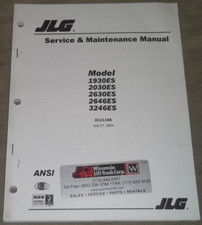 JLG
Service & Maintenance Manual
Model
1930ES
2030ES
2630ES
2646ES
3246ES
ANSI
Wisconsin
Lift Truck Corp.
SALES • SERVICE • PARTS • RENTALS
JLG